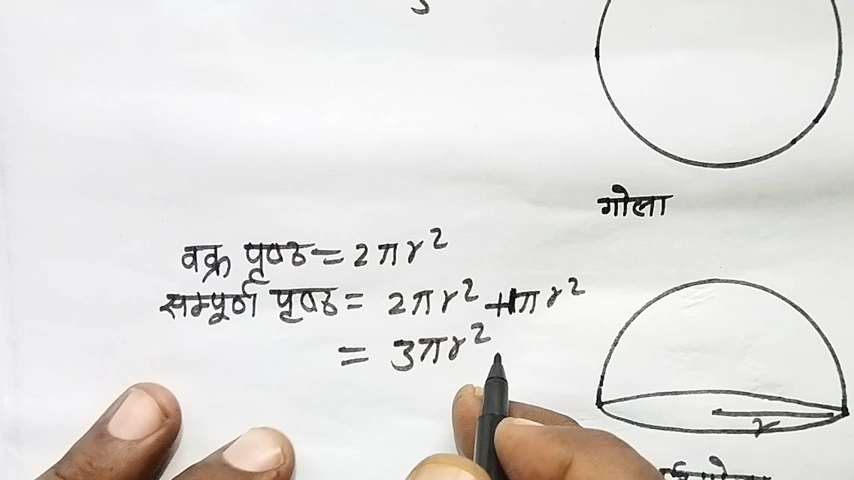 गोला
वक्र पृष्ठ = 2πr²
सम्पूर्ण पृष्ठ = 2πr² + πr²
= 3πr²
r